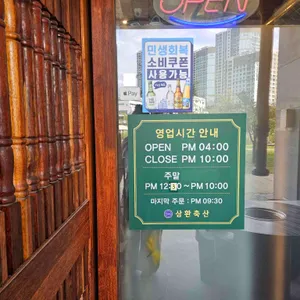 OPEN
민생회복
소비쿠폰
사용가능
Pay
영업시간 안내
OPEN PM 04:00
CLOSE PM 10:00
주말
PM 12:30 ~ PM 10:00
마지막 주문 : PM 09:30
삼환축산